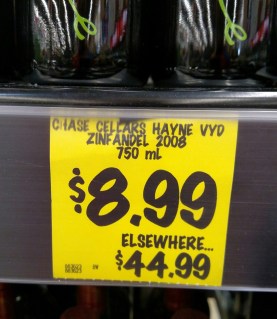 CHASE CELLARS HAYNE VYD
ZINFANDEL 2008
750 mL
$8.99
ELSEWHERE...
$44.99